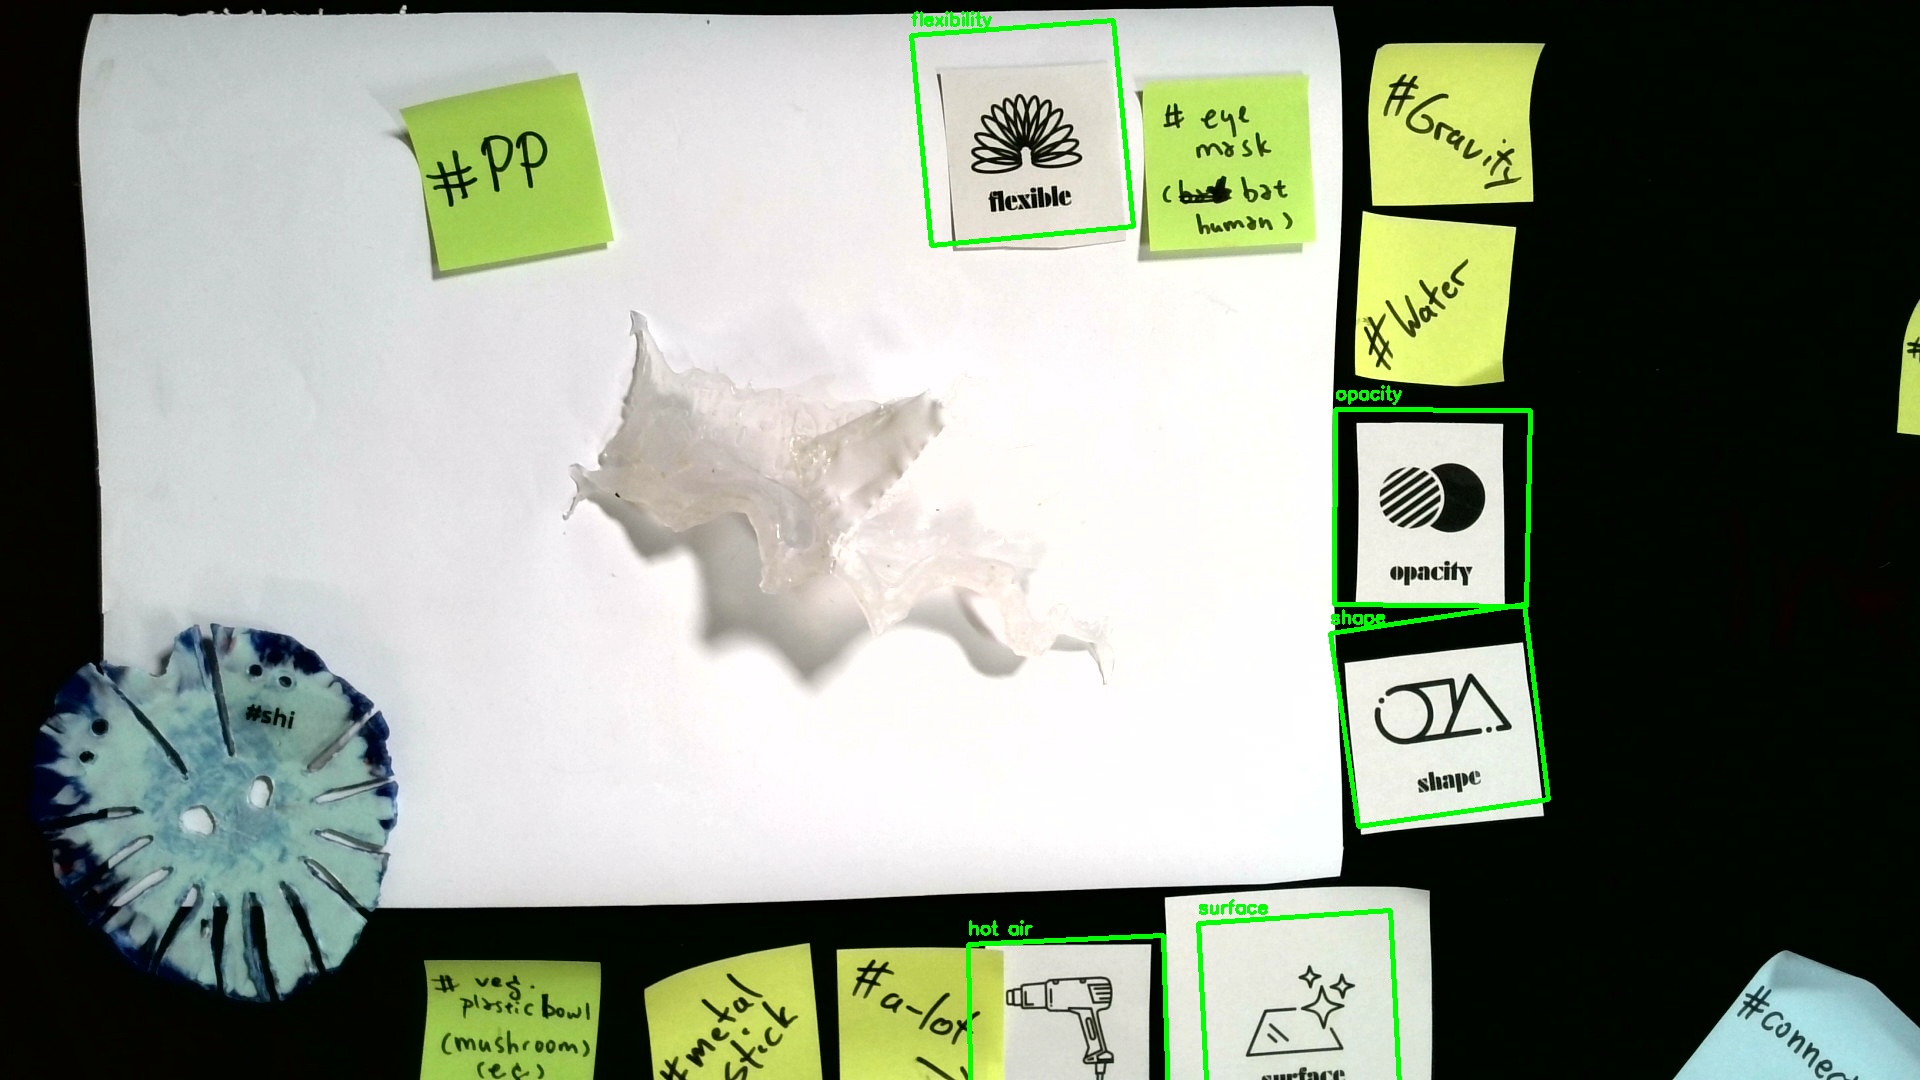 flexibility
#PP
flexible
# eye
mask
( bat
human)
#Gravity
#Water
#
opacity
opacity
shape
shape
#shi
surface
hot air
# veg.
plastic bowl
(mushroom)
#metal
stick
#a-lot
surface
#connec